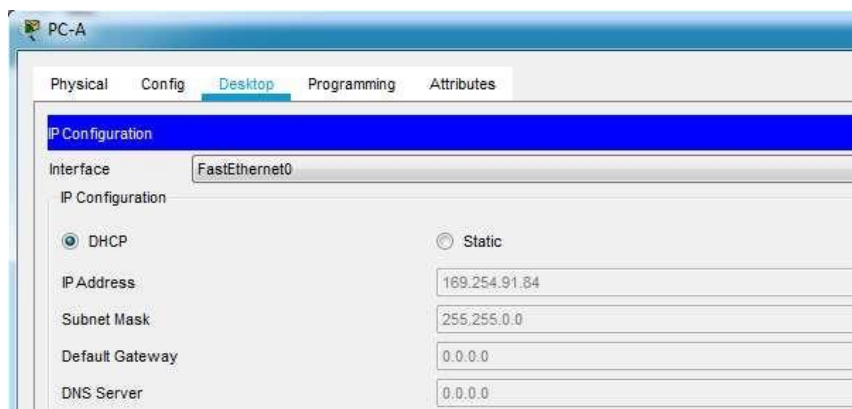 PC-A
Physical Config Desktop Programming Attributes
IP Configuration
Interface FastEthernet0
IP Configuration
DHCP Static
IP Address 169.254.91.84
Subnet Mask 255.255.0.0
Default Gateway 0.0.0.0
DNS Server 0.0.0.0